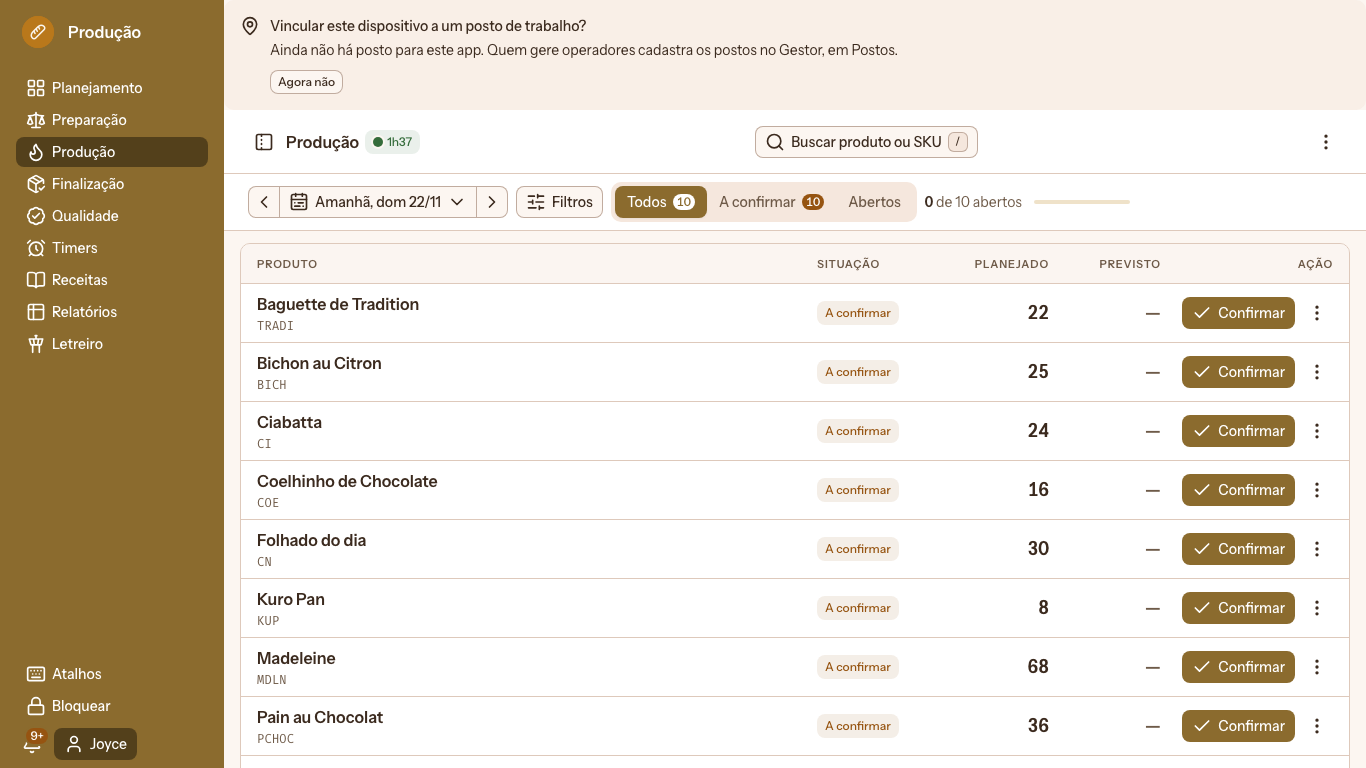 Produção
Planejamento
Preparação
Produção
Finalização
Qualidade
Timers
Receitas
Relatórios
Letreiro
Atalhos
Bloquear
9+
Joyce
Vincular este dispositivo a um posto de trabalho?
Ainda não há posto para este app. Quem gere operadores cadastra os postos no Gestor, em Postos.
Agora não
Produção 1h37 Buscar produto ou SKU /
Amanhã, dom 22/11 Filtros Todos 10 A confirmar 10 Abertos 0 de 10 abertos
PRODUTO SITUAÇÃO PLANEJADO PREVISTO AÇÃO
Baguette de Tradition
TRADI
A confirmar 22 — Confirmar
Bichon au Citron
BICH
A confirmar 25 — Confirmar
Ciabatta
CI
A confirmar 24 — Confirmar
Coelhinho de Chocolate
COE
A confirmar 16 — Confirmar
Folhado do dia
CN
A confirmar 30 — Confirmar
Kuro Pan
KUP
A confirmar 8 — Confirmar
Madeleine
MDLN
A confirmar 68 — Confirmar
Pain au Chocolat
PCHOC
A confirmar 36 — Confirmar